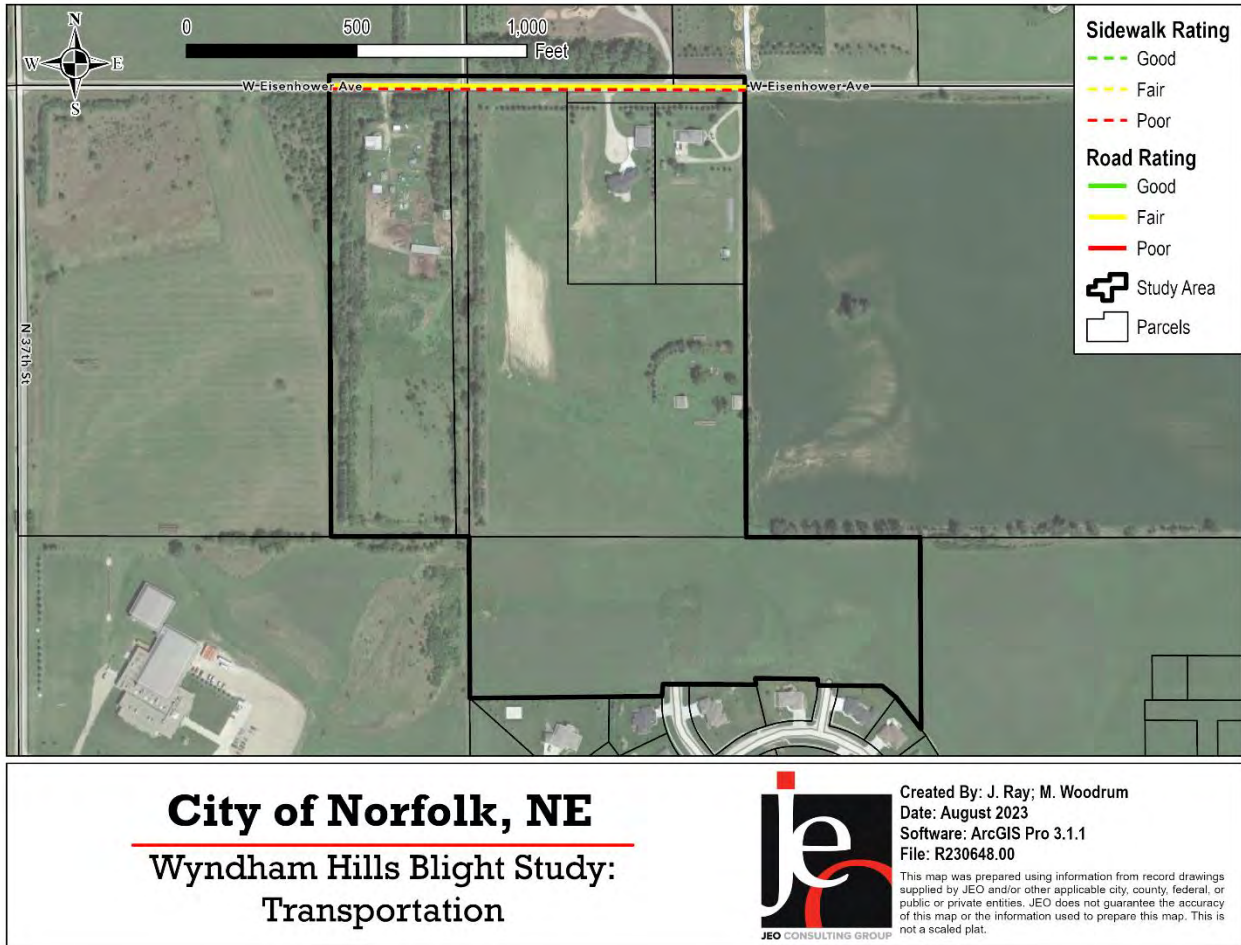 N
W E
S
0 500 1,000
Feet
W Eisenhower Ave
W Eisenhower Ave
N 37th St
Sidewalk Rating
Good
Fair
Poor
Road Rating
Good
Fair
Poor
Study Area
Parcels
City of Norfolk, NE
Wyndham Hills Blight Study:
Transportation
jeo
JEO CONSULTING GROUP
Created By: J. Ray; M. Woodrum
Date: August 2023
Software: ArcGIS Pro 3.1.1
File: R230648.00
This map was prepared using information from record drawings
supplied by JEO and/or other applicable city, county, federal, or
public or private entities. JEO does not guarantee the accuracy
of this map or the information used to prepare this map. This is
not a scaled plat.